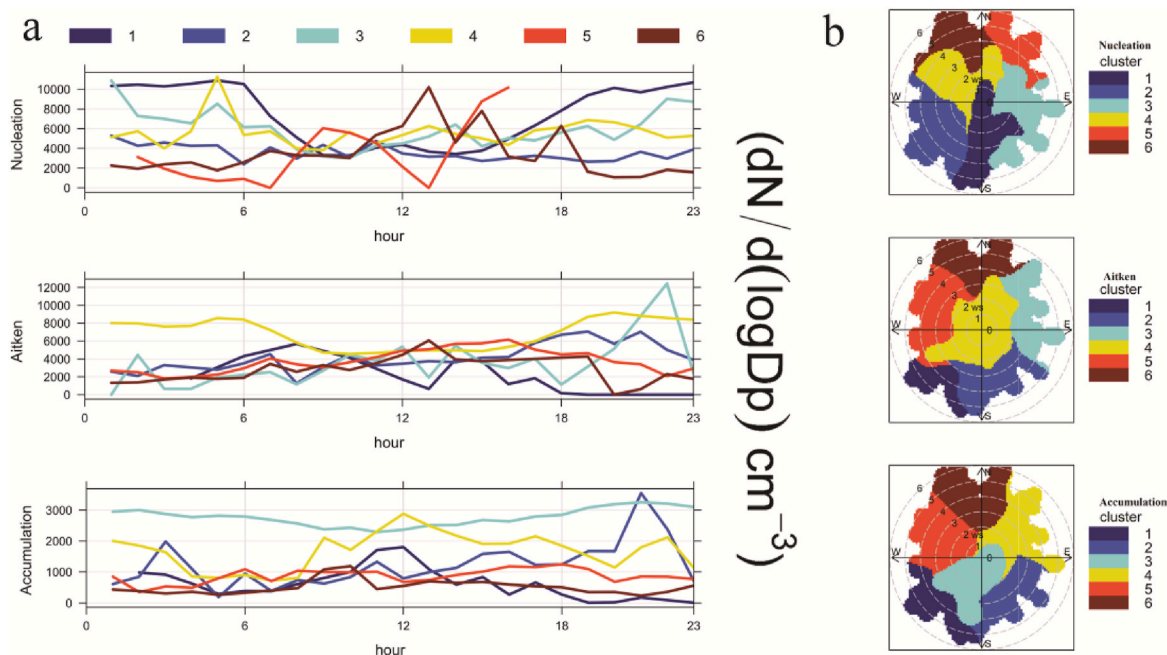 a
1 2 3 4 5 6
Nucleation
10000
8000
6000
4000
2000
0
0 6 12 18 23
hour
Aitken
12000
10000
8000
6000
4000
2000
0
0 6 12 18 23
hour
Accumulation
3000
2000
1000
0
0 6 12 18 23
hour
(dN/d(logDp) cm⁻³)
b
N
6
5
4
3
2 ws
1
0
W
E
S
Nucleation
cluster
1
2
3
4
5
6
N
6
5
4
3
2 ws
1
0
W
E
S
Aitken
cluster
1
2
3
4
5
6
N
6
5
4
3
2 ws
1
0
W
E
S
Accumulation
cluster
1
2
3
4
5
6